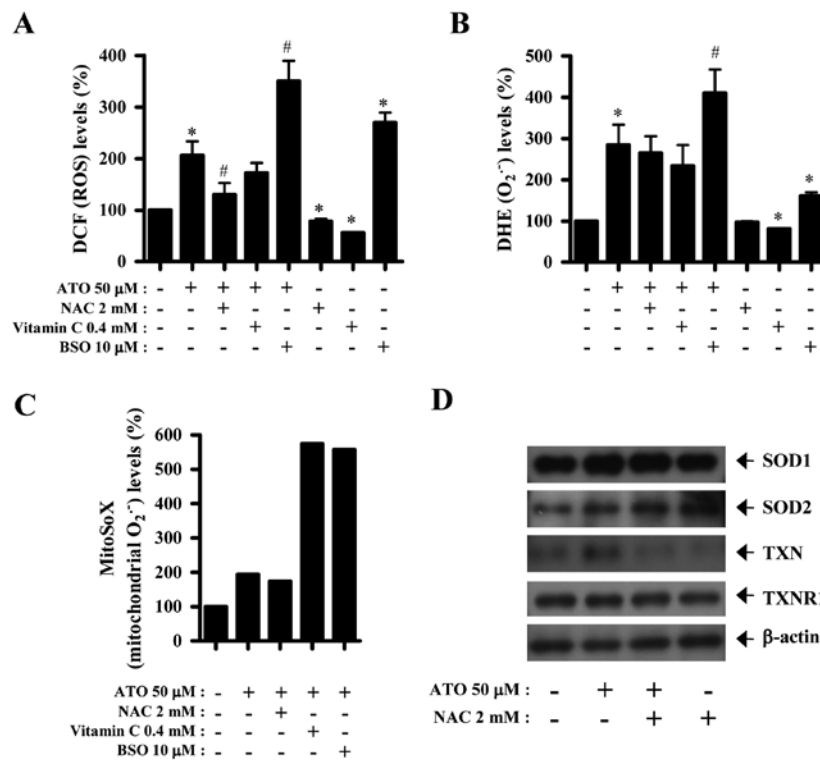 A
DCF (ROS) levels (%)
400
300
200
100
0
*
#
#
*
*
*
ATO 50 μM : - + + + + - - -
NAC 2 mM : - - + - - + - -
Vitamin C 0.4 mM : - - - + - - + -
BSO 10 μM : - - - - + - - +
B
DHE (O2·-) levels (%)
500
400
300
200
100
0
*
#
*
*
- + + + + - - -
- - + - - + - -
- - - + - - + -
- - - - + - - +
C
MitoSoX
(mitochondrial O2·-) levels (%)
600
500
400
300
200
100
0
ATO 50 μM : - + + + +
NAC 2 mM : - - + - -
Vitamin C 0.4 mM : - - - + -
BSO 10 μM : - - - - +
D
SOD1
SOD2
TXN
TXNR
β-actin
ATO 50 μM : - + + -
NAC 2 mM : - - + +